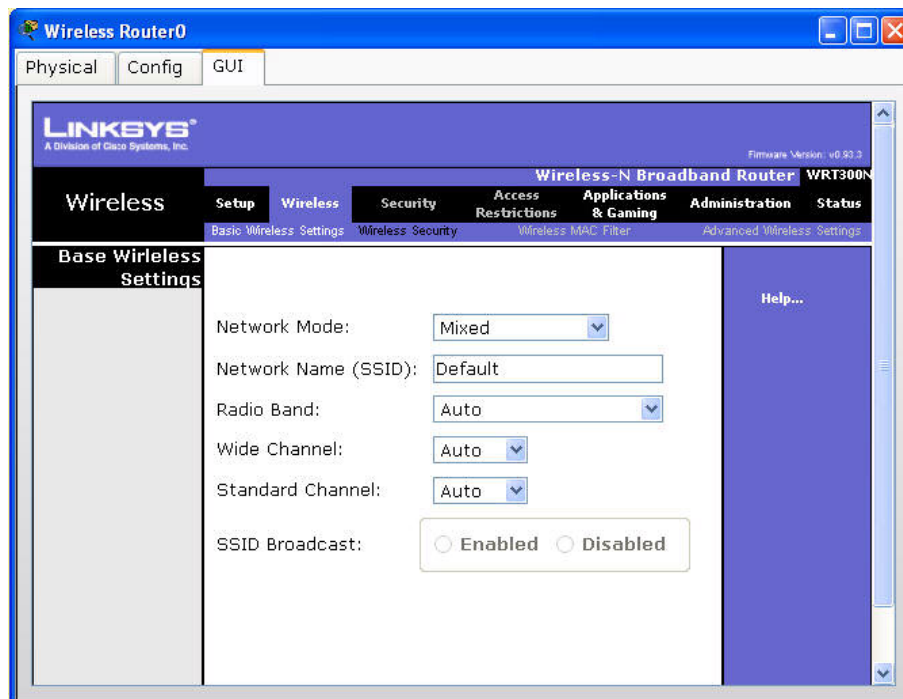 Wireless Router0
Physical Config GUI
LINKSYS®
A Division of Cisco Systems, Inc.
Firmware Version: v0.93.3
Wireless-N Broadband Router WRT300N
Wireless Setup Wireless Security Access Restrictions Applications & Gaming Administration Status
Basic Wireless Settings Wireless Security Wireless MAC Filter Advanced Wireless Settings
Base Wirleless
Settings
Help...
Network Mode: Mixed
Network Name (SSID): Default
Radio Band: Auto
Wide Channel: Auto
Standard Channel: Auto
SSID Broadcast: Enabled Disabled